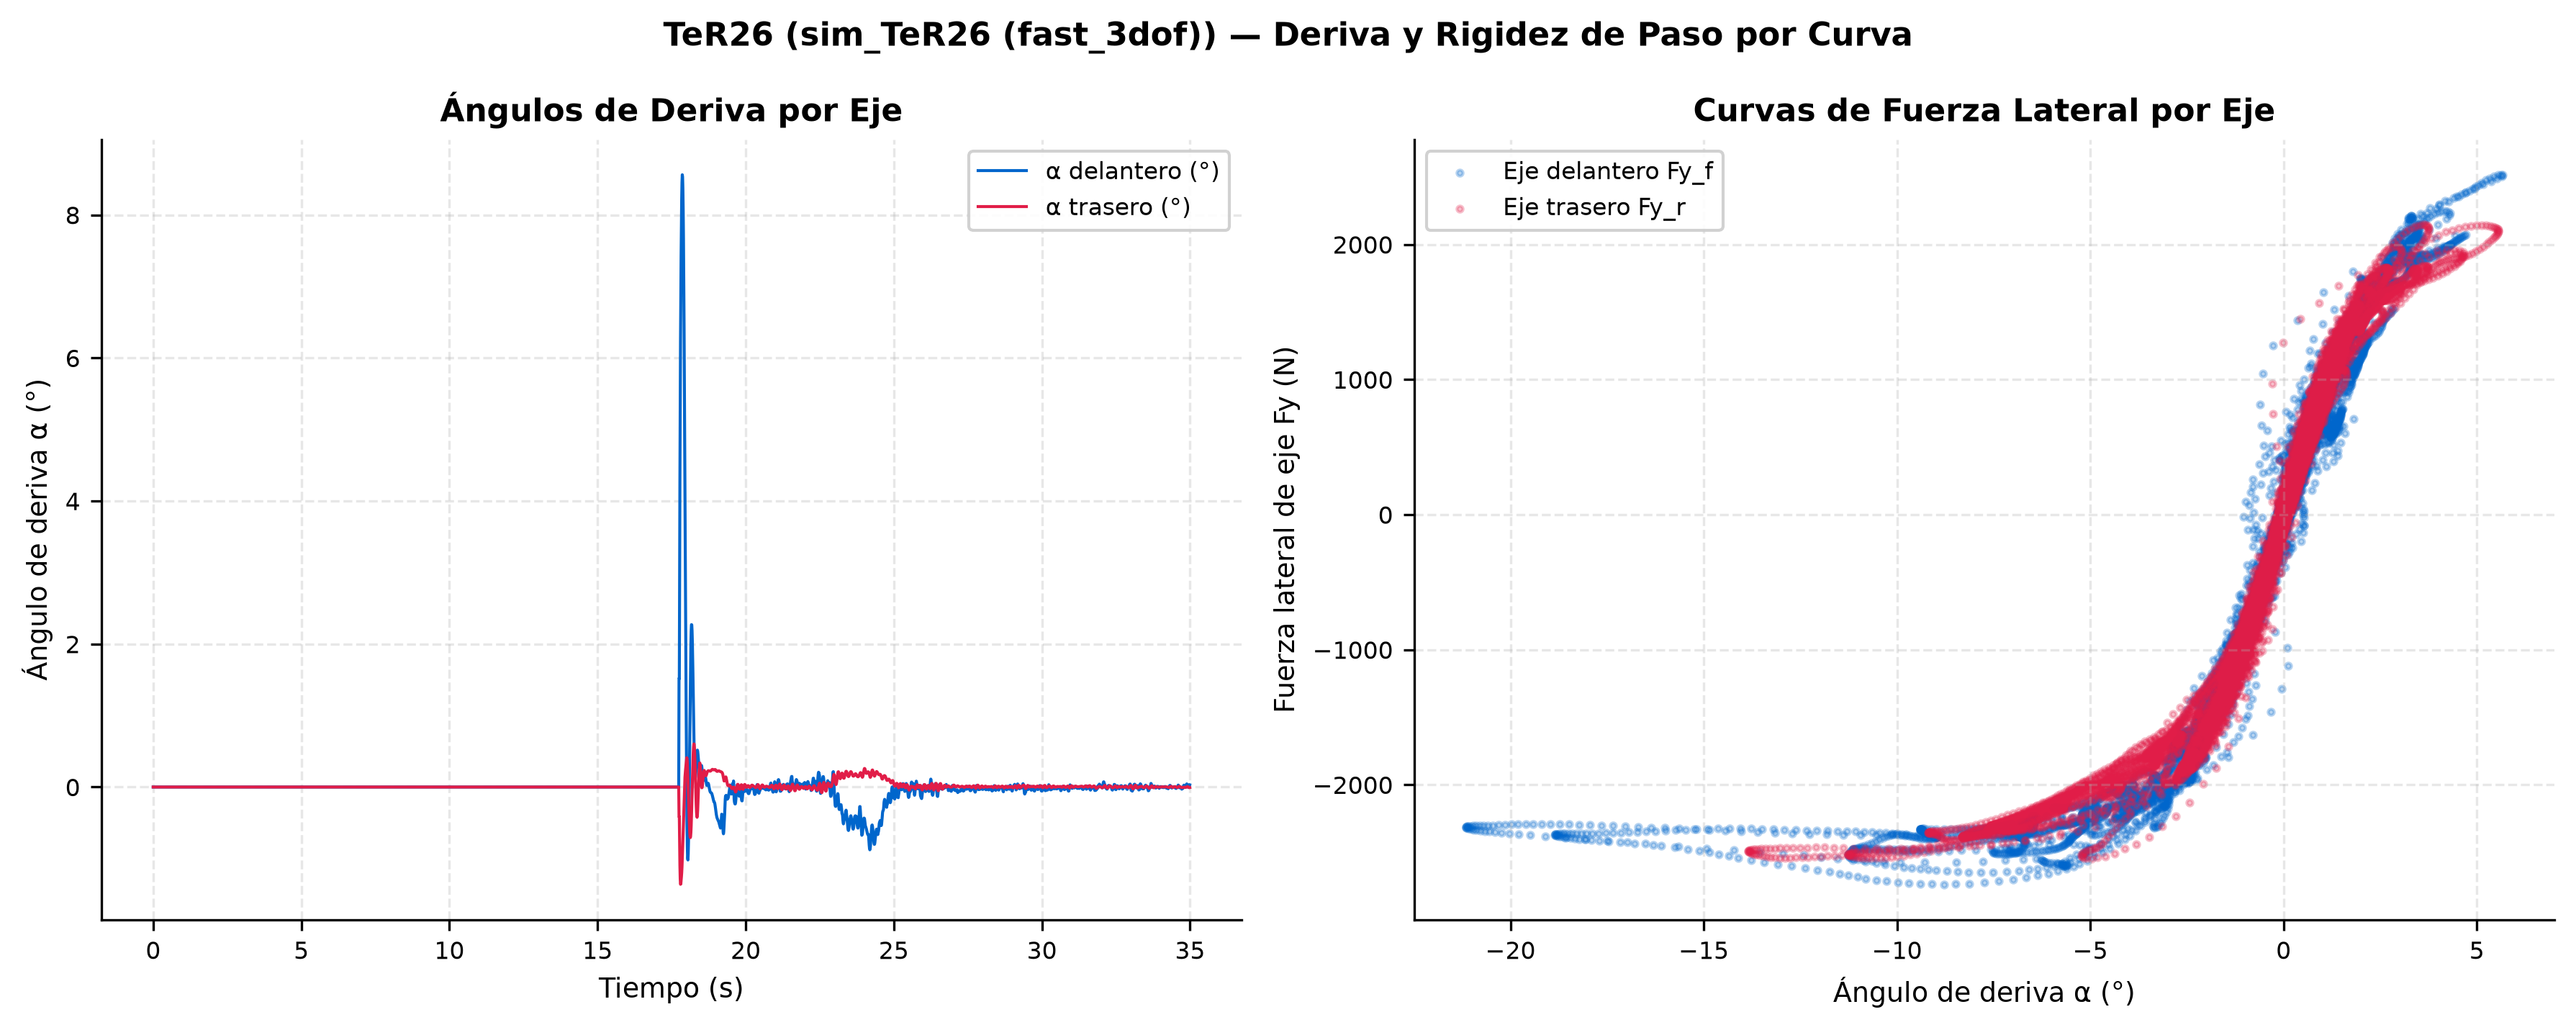 TeR26 (sim_TeR26 (fast_3dof)) — Deriva y Rigidez de Paso por Curva
Ángulos de Deriva por Eje
α delantero (°)
α trasero (°)
8
6
4
2
0
Ángulo de deriva α (°)
0 5 10 15 20 25 30 35
Tiempo (s)
Curvas de Fuerza Lateral por Eje
Eje delantero Fy_f
Eje trasero Fy_r
2000
1000
0
−1000
−2000
Fuerza lateral de eje Fy (N)
−20 −15 −10 −5 0 5
Ángulo de deriva α (°)